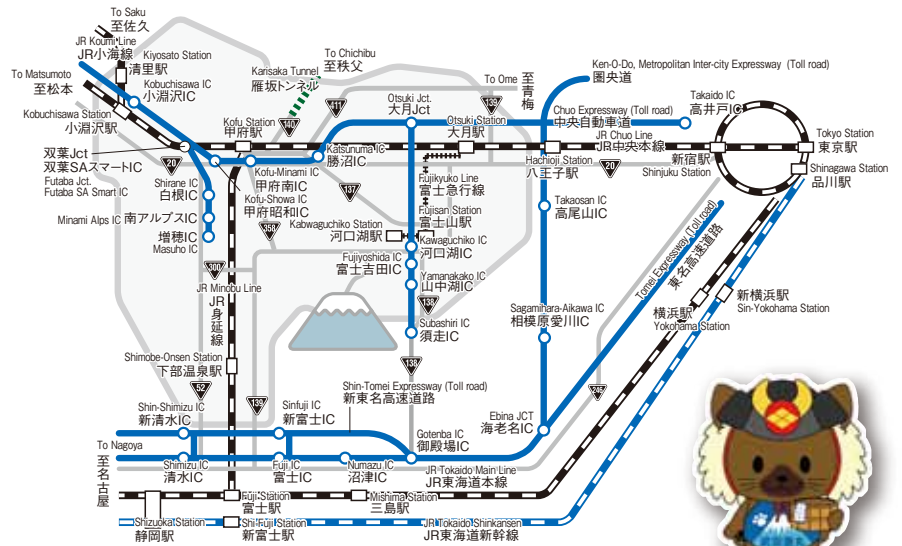 To Saku
至佐久
JR Koumi Line
JR小海線
Kiyosato Station
清里駅
To Matsumoto
至松本
Kobuchisawa IC
小淵沢IC
Kobuchisawa Station
小淵沢駅
Karisaka Tunnel
雁坂トンネル
To Chichibu
至秩父
140
411
Kofu Station
甲府駅
Otsuki Jct.
大月Jct
To Ome
至青梅
139
Otsuki Station
大月駅
Ken-O-Do, Metropolitan Inter-city Expressway (Toll road)
圏央道
Chuo Expressway (Toll road)
中央自動車道
JR Chuo Line
JR中央本線
Takaido IC
高井戸IC
Tokyo Station
東京駅
新宿駅
Shinjuku Station
Shinagawa Station
品川駅
Hachioji Station
八王子駅
20
双葉Jct
双葉SAスマートIC
Futaba Jct.
Futaba SA Smart IC
20
Katsunuma IC
勝沼IC
Kofu-Minami IC
甲府南IC
Kofu-Showa IC
甲府昭和IC
137
358
Shirane IC
白根IC
Minami Alps IC 南アルプスIC
増穂IC
Masuho IC
Fujikyuko Line
富士急行線
Fujisan Station
富士山駅
Kabwaguchiko Station
河口湖駅
Kawaguchiko IC
河口湖IC
Fujiyoshida IC
富士吉田IC
Yamanakako IC
山中湖IC
138
Subashiri IC
須走IC
138
Takaosan IC
高尾山IC
Tomei Expressway (Toll road)
東名高速道路
Sagamihara-Aikawa IC
相模原愛川IC
新横浜駅
Sin-Yokohama Station
横浜駅
Yokohama Station
246
300
JR Minobu Line
JR身延線
Shimobe-Onsen Station
下部温泉駅
52
139
Shin-Tomei Expressway (Toll road)
新東名高速道路
Shin-Shimizu IC
新清水IC
Sinfuji IC
新富士IC
Gotenba IC
御殿場IC
Ebina JCT
海老名IC
To Nagoya
至名古屋
Shimizu IC
清水IC
Fuji IC
富士IC
Numazu IC
沼津IC
JR Tokaido Main Line
JR東海道本線
Fuji Station
富士駅
Mishima Station
三島駅
Shizuoka Station
静岡駅
Shi-Fuji Station
新富士駅
JR Tokaido Shinkansen
JR東海道新幹線